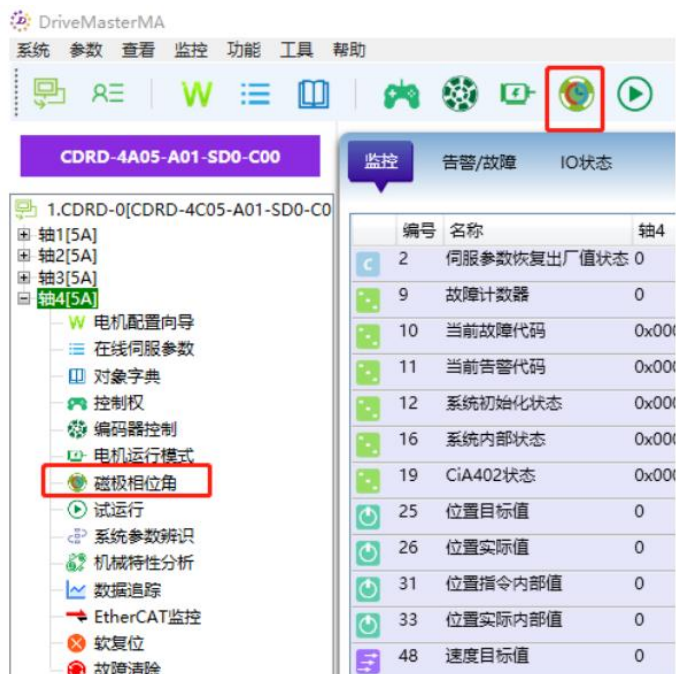 DriveMasterMA
系统 参数 查看 监控 功能 工具 帮助
W
CDRD-4A05-A01-SD0-C00
监控 告警/故障 IO状态
1.CDRD-0[CDRD-4C05-A01-SD0-C0
轴1[5A]
轴2[5A]
轴3[5A]
轴4[5A]
W 电机配置向导
在线伺服参数
对象字典
控制权
编码器控制
电机运行模式
磁极相位角
试运行
系统参数辨识
机械特性分析
数据追踪
EtherCAT监控
软复位
故障清除
编号 名称 轴4
C 2 伺服参数恢复出厂值状态 0
9 故障计数器 0
10 当前故障代码 0x000
11 当前告警代码 0x000
12 系统初始化状态 0x000
16 系统内部状态 0x000
19 CiA402状态 0x000
25 位置目标值 0
26 位置实际值 0
31 位置指令内部值 0
33 位置实际内部值 0
48 速度目标值 0